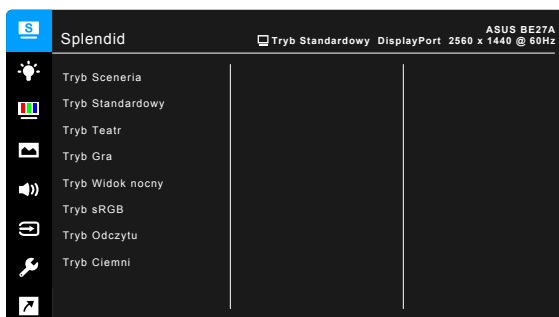 S
ASUS BE27A
Splendid
Tryb Standardowy DisplayPort 2560 x 1440 @ 60Hz
Tryb Sceneria
Tryb Standardowy
Tryb Teatr
Tryb Gra
Tryb Widok nocny
Tryb sRGB
Tryb Odczytu
Tryb Ciemni